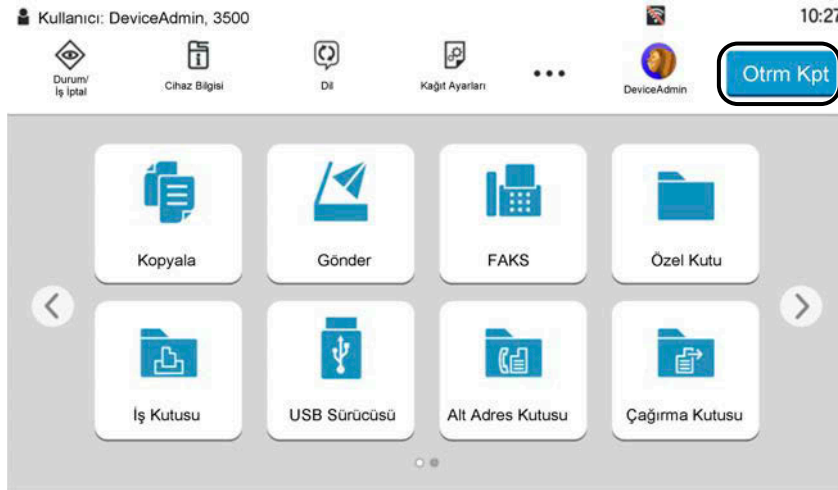 Kullanıcı: DeviceAdmin, 3500
10:27
Durum/
İş İptal
Cihaz Bilgisi
Dil
Kağıt Ayarları
DeviceAdmin
Otrm Kpt
Kopyala
Gönder
FAKS
Özel Kutu
İş Kutusu
USB Sürücüsü
Alt Adres Kutusu
Çağırma Kutusu